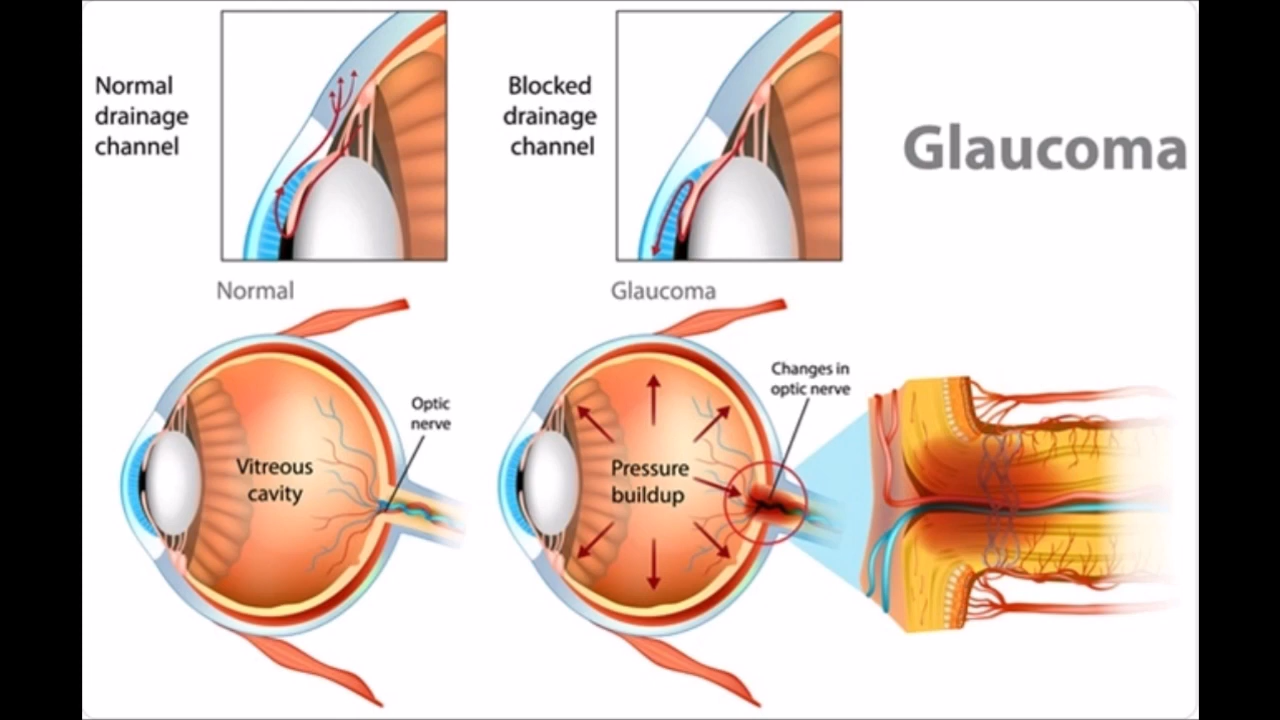 Normal
drainage
channel
Blocked
drainage
channel
Glaucoma
Normal
Glaucoma
Optic
nerve
Vitreous
cavity
Pressure
buildup
Changes in
optic nerve